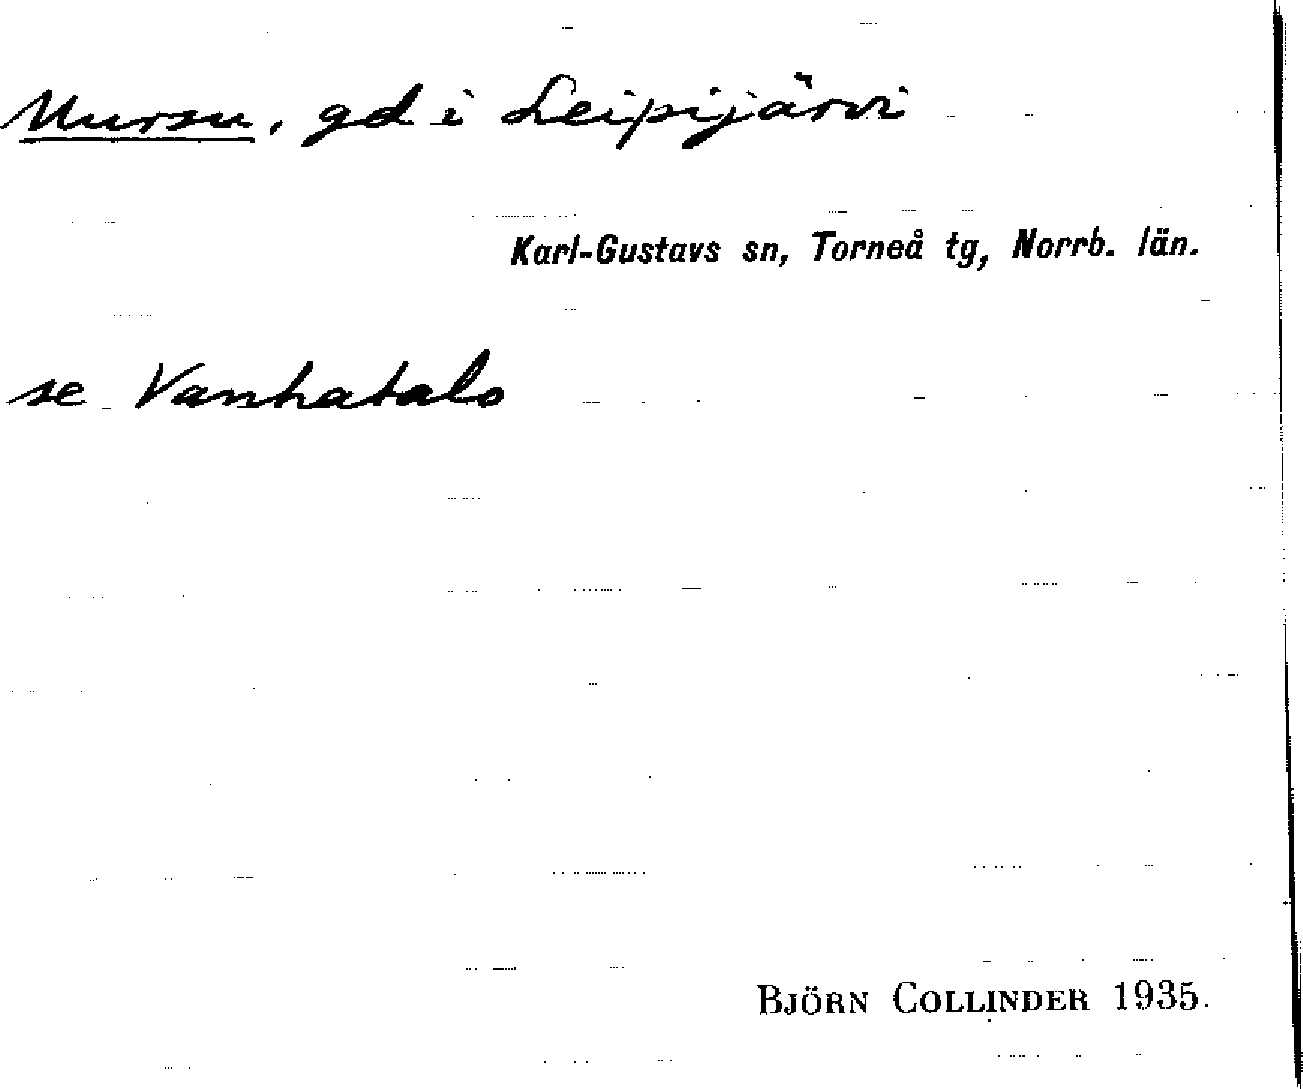 Mursu, gd i Leipijärvi
Karl-Gustavs sn, Torneå tg, Norrb. län.
se Vanhatalo
BJÖRN COLLINDER 1935.